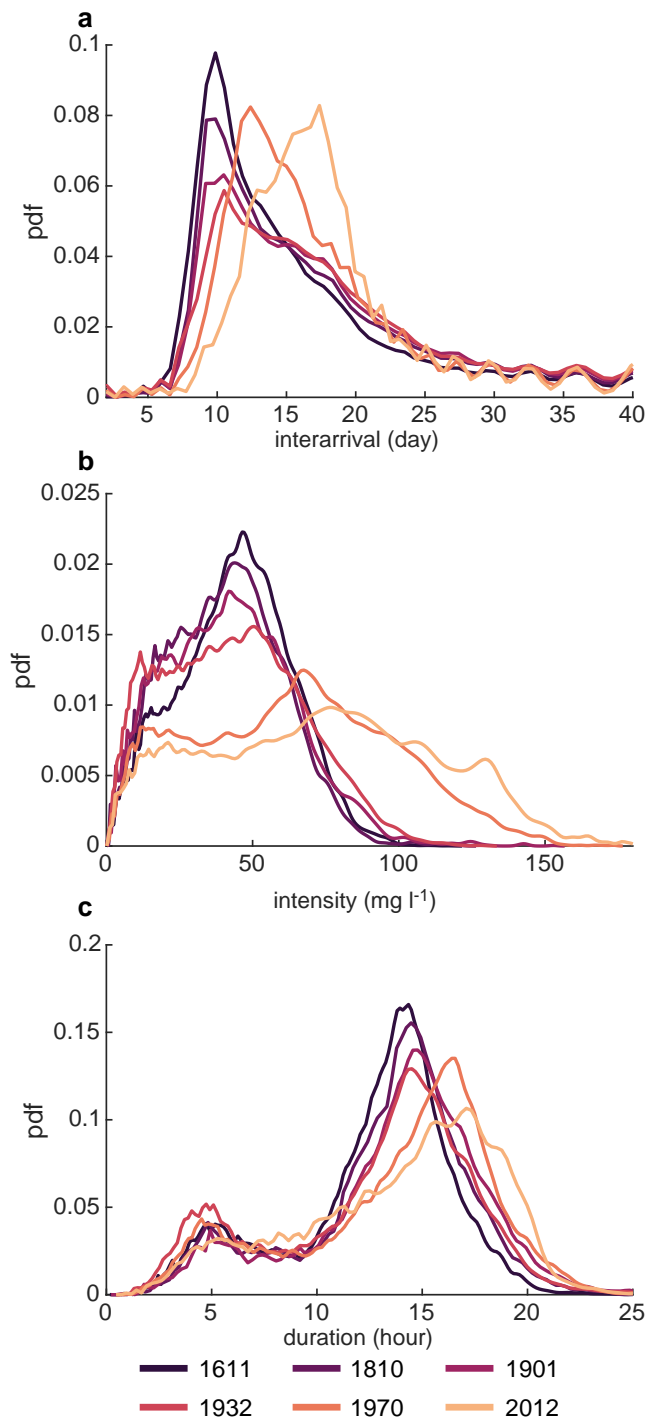 a
0.1
0.08
0.06
0.04
0.02
0
pdf
5 10 15 20 25 30 35 40
interarrival (day)
b
0.025
0.02
0.015
0.01
0.005
0
pdf
0 50 100 150
intensity (mg l-1)
c
0.2
0.15
0.1
0.05
0
pdf
0 5 10 15 20 25
duration (hour)
1611 1810 1901
1932 1970 2012